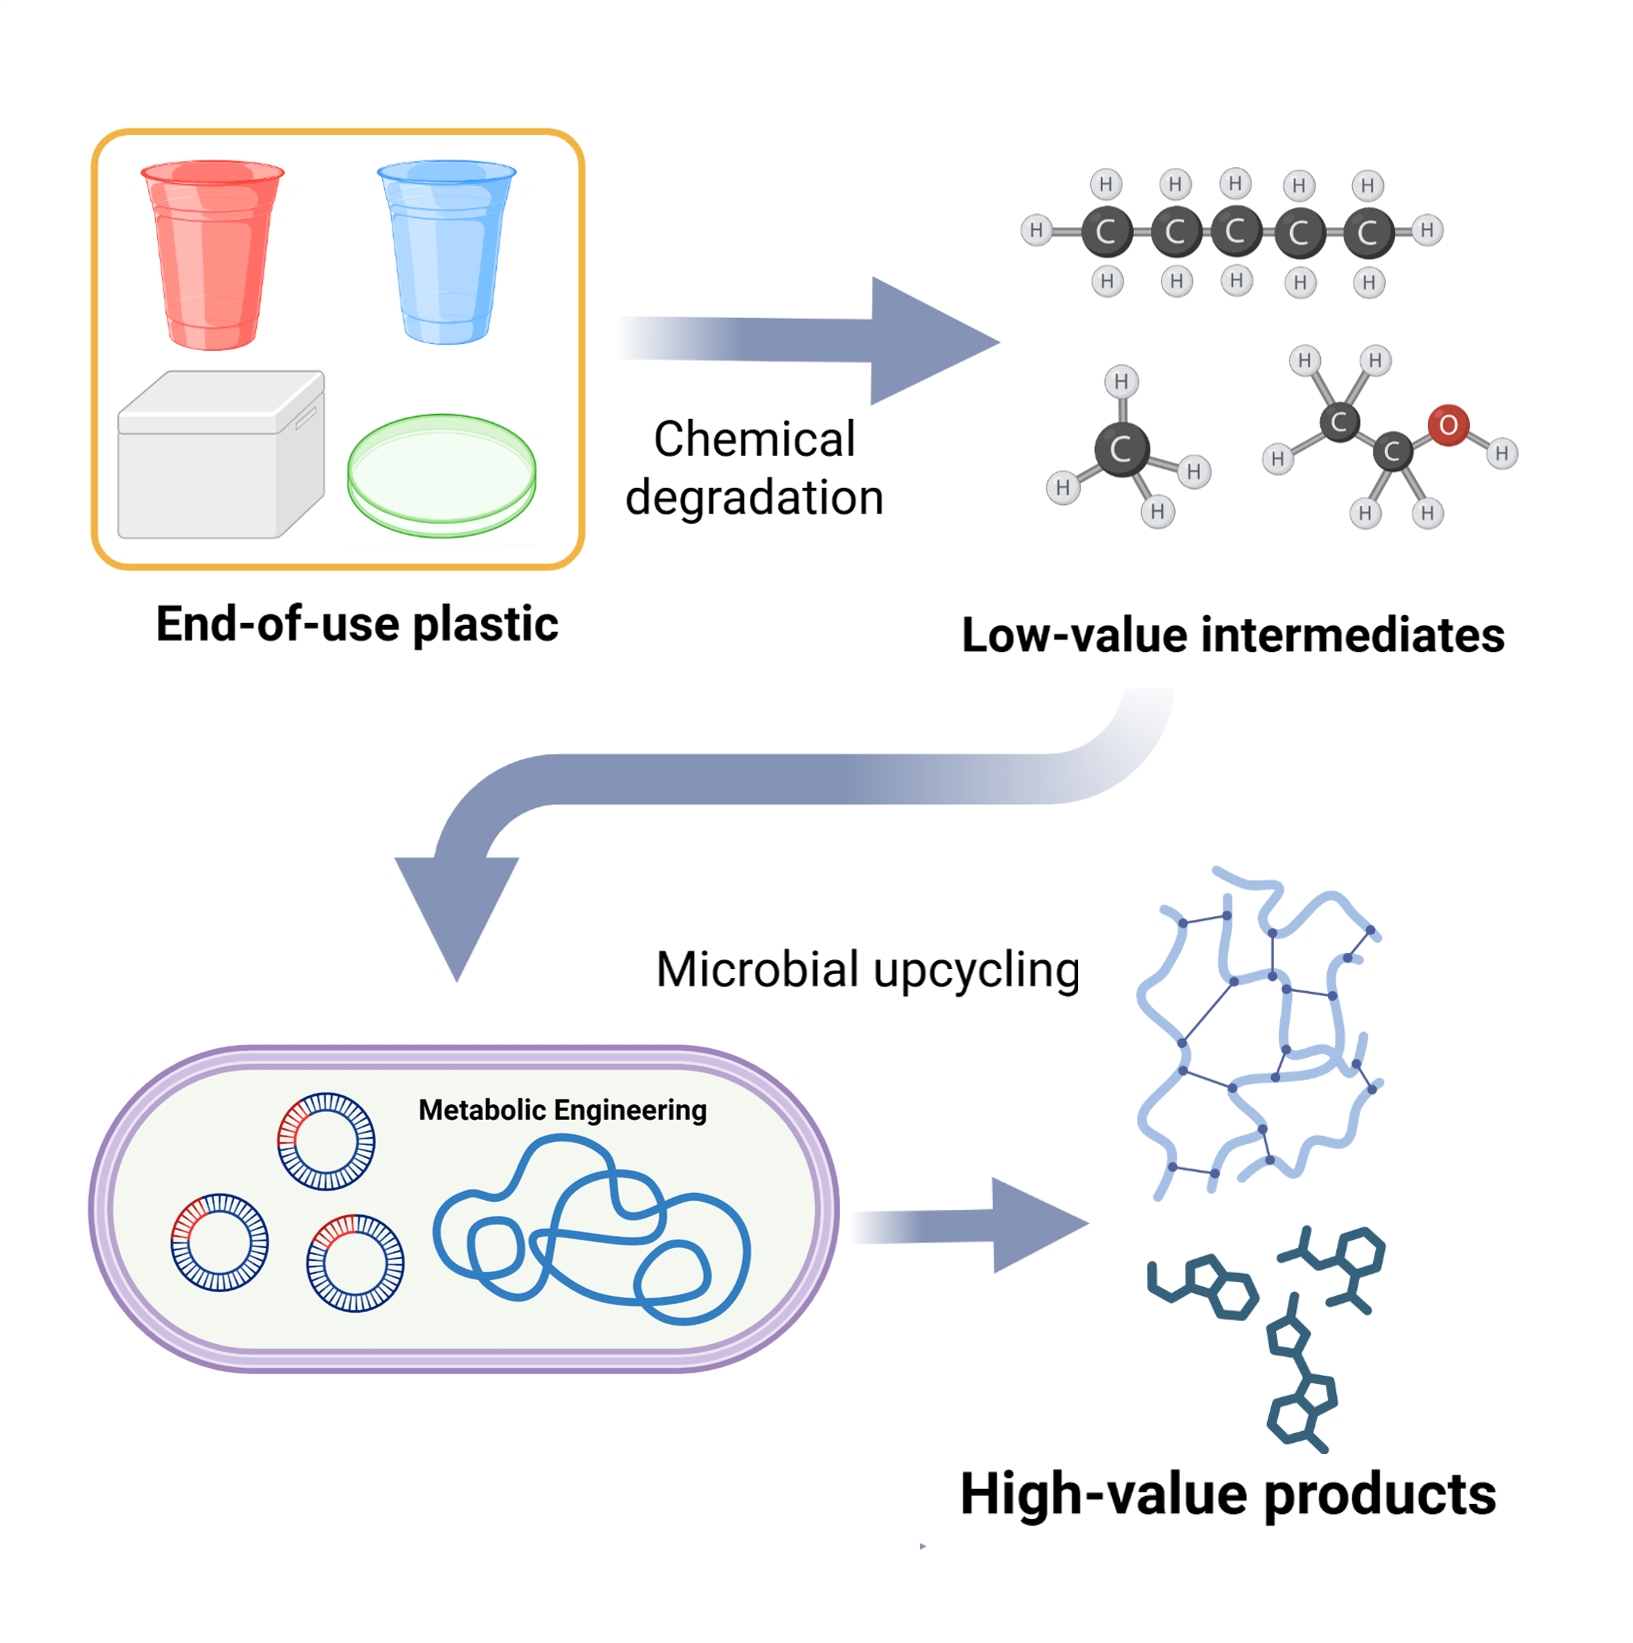 H H H H H
H C C C C C H
H H H H H
H H
H
C
C O
C H
H H H
H H H
Chemical
degradation
End-of-use plastic
Low-value intermediates
Microbial upcycling
Metabolic Engineering
High-value products